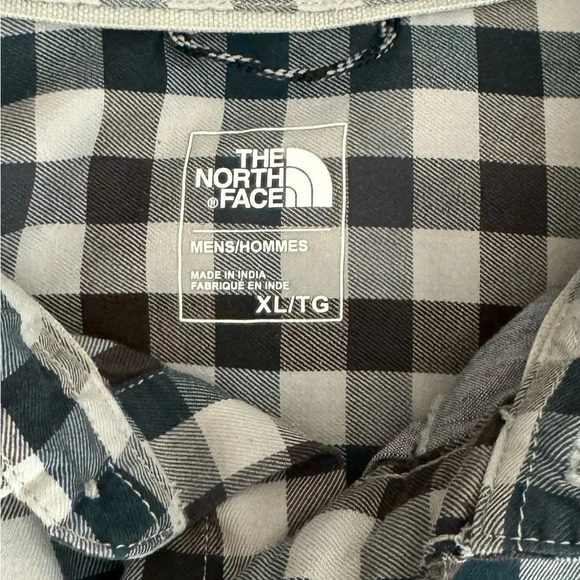 THE
NORTH
®FACE
MENS/HOMMES
MADE IN INDIA
FABRIQUÉ EN INDE
XL/TG